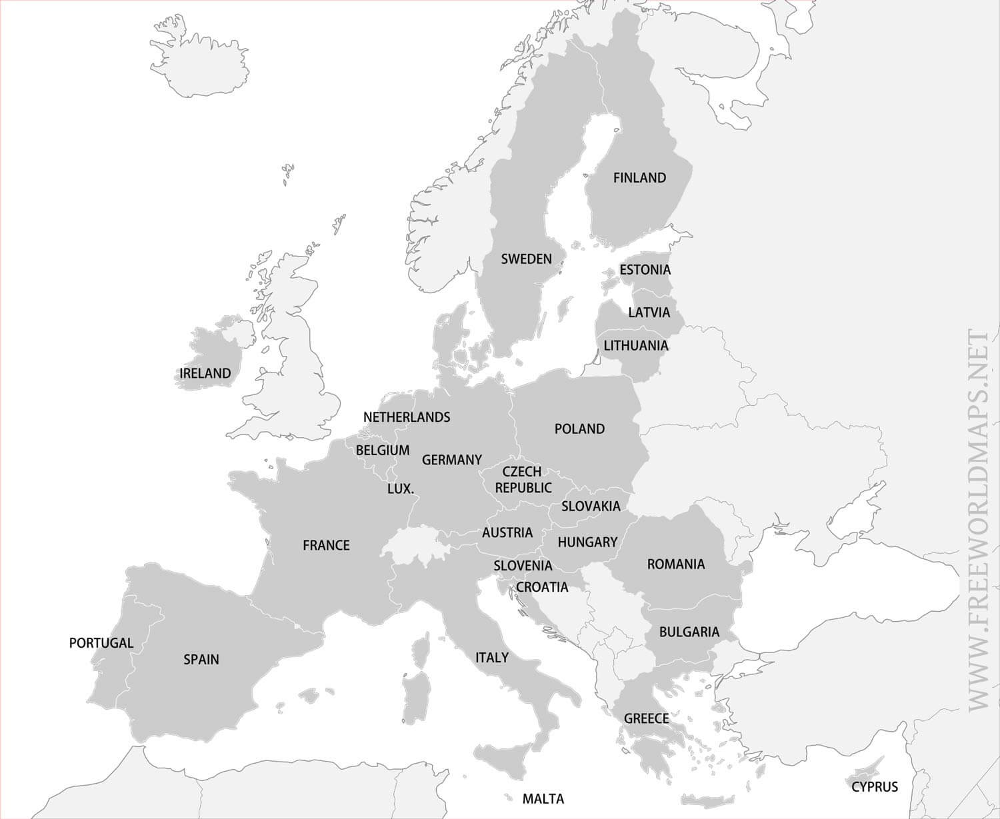 FINLAND
SWEDEN
ESTONIA
LATVIA
LITHUANIA
IRELAND
NETHERLANDS
POLAND
BELGIUM
GERMANY
CZECH
REPUBLIC
LUX.
SLOVAKIA
AUSTRIA
HUNGARY
FRANCE
ROMANIA
SLOVENIA
CROATIA
BULGARIA
PORTUGAL
SPAIN
ITALY
GREECE
CYPRUS
MALTA
WWW.FREEWORLDMAPS.NET